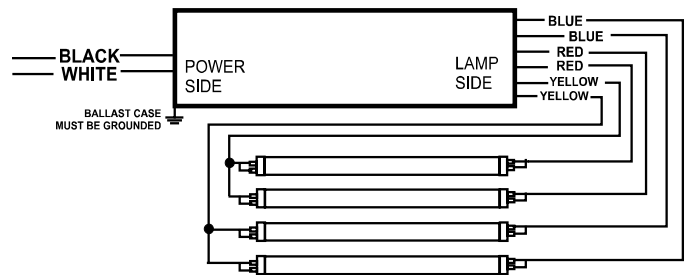 BLACK
WHITE
POWER
SIDE
BALLAST CASE
MUST BE GROUNDED
LAMP
SIDE
BLUE
BLUE
RED
RED
YELLOW
YELLOW